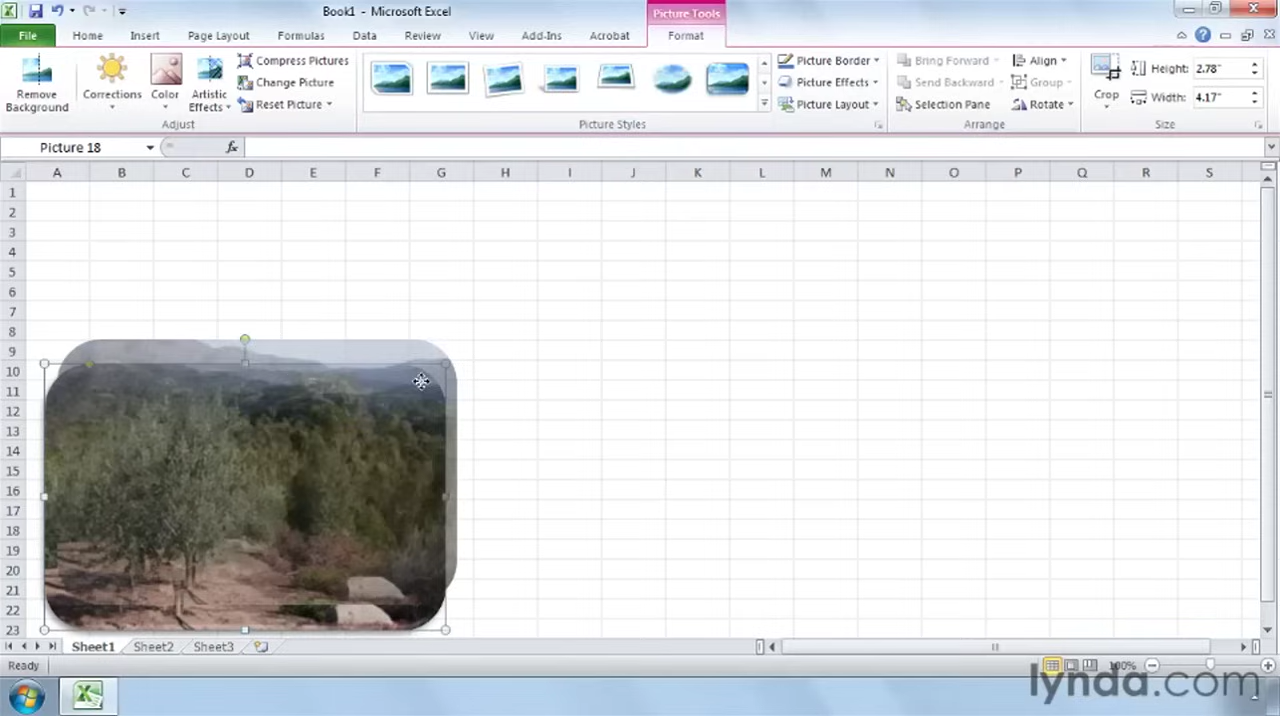 Book1 - Microsoft Excel
Picture Tools
File Home Insert Page Layout Formulas Data Review View Add-Ins Acrobat Format
Compress Pictures
Change Picture
Reset Picture
Remove Background
Corrections
Color
Artistic Effects
Picture Border
Picture Effects
Picture Layout
Bring Forward
Send Backward
Selection Pane
Align
Group
Rotate
Crop
Height: 2.78"
Width: 4.17"
Adjust Picture Styles Arrange Size
Picture 18 fx
A B C D E F G H I J K L M N O P Q R S
1
2
3
4
5
6
7
8
9
10
11
12
13
14
15
16
17
18
19
20
21
22
23
Sheet1 Sheet2 Sheet3
Ready 100%
lynda.com